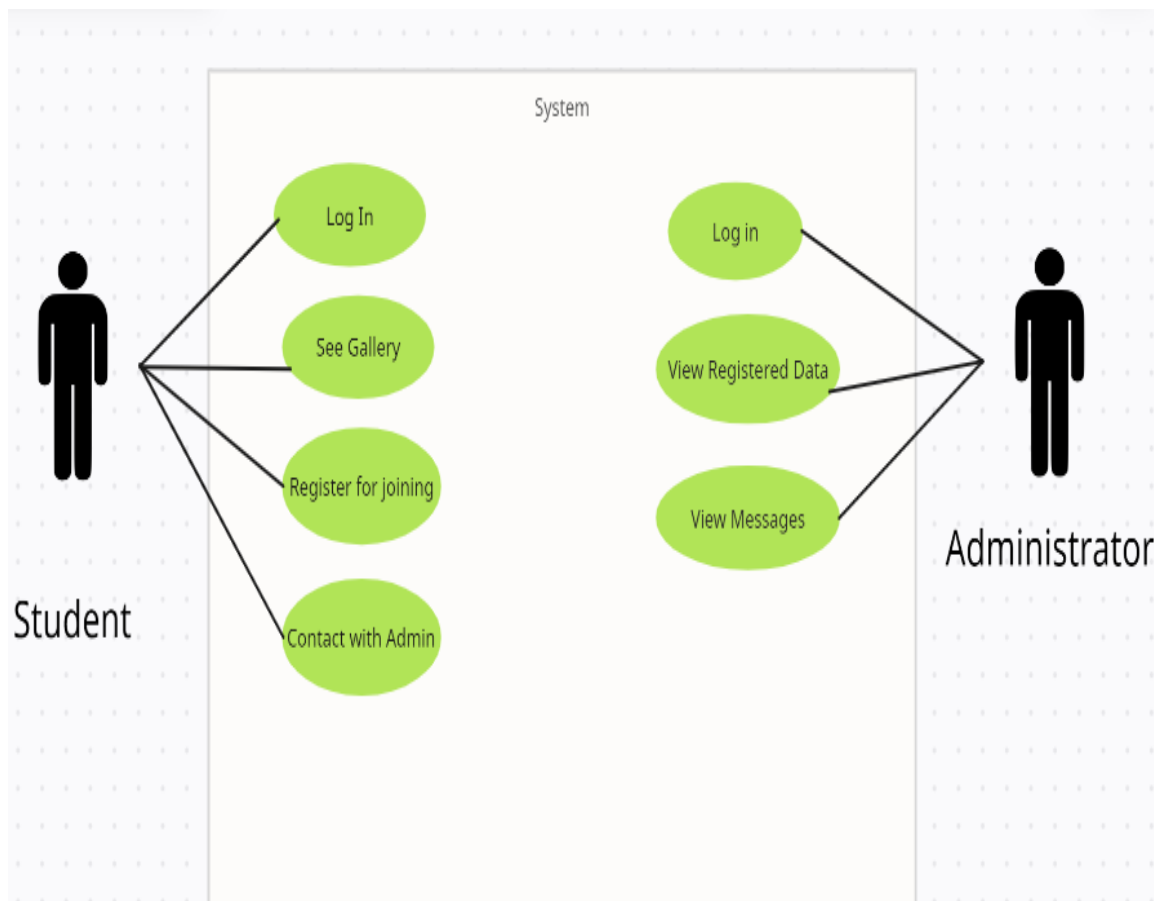 System
Log In
See Gallery
Register for joining
Contact with Admin
Log in
View Registered Data
View Messages
Student
Administrator